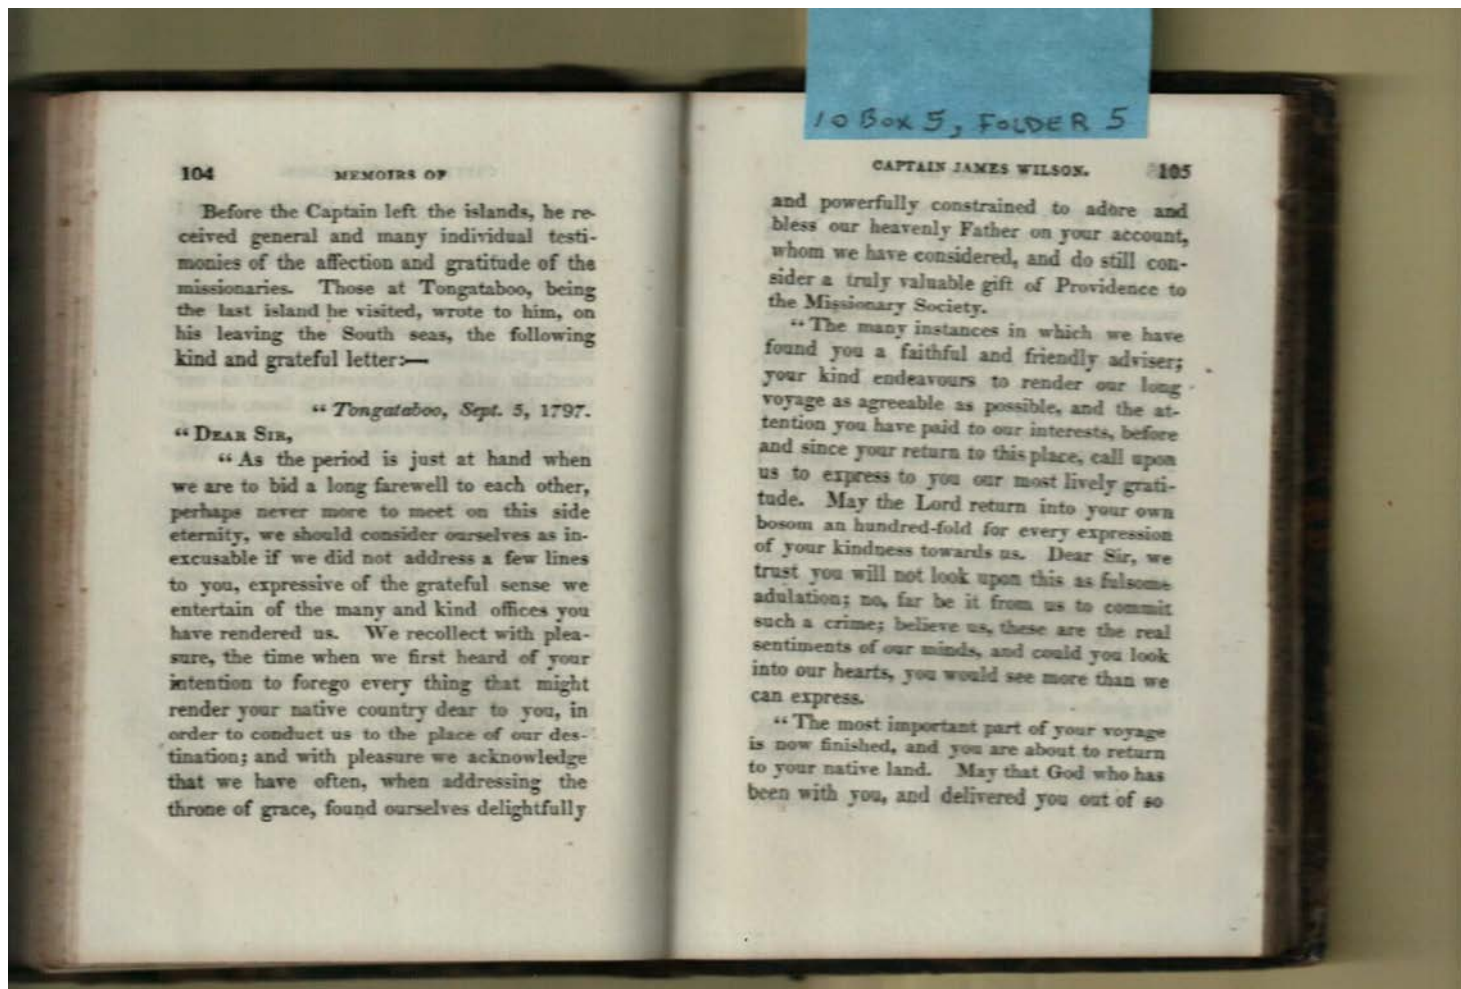 10 BOX 5, FOLDER 5
104 MEMOIRS OF
Before the Captain left the islands, he re-
ceived general and many individual testi-
monies of the affection and gratitude of the
missionaries. Those at Tongataboo, being
the last island he visited, wrote to him, on
his leaving the South seas, the following
kind and grateful letter:—
“ Tongataboo, Sept. 5, 1797.
“ DEAR SIR,
“ As the period is just at hand when
we are to bid a long farewell to each other,
perhaps never more to meet on this side
eternity, we should consider ourselves as in-
excusable if we did not address a few lines
to you, expressive of the grateful sense we
entertain of the many and kind offices you
have rendered us. We recollect with plea-
sure, the time when we first heard of your
intention to forego every thing that might
render your native country dear to you, in
order to conduct us to the place of our des-
tination; and with pleasure we acknowledge
that we have often, when addressing the
throne of grace, found ourselves delightfully
CAPTAIN JAMES WILSON. 105
and powerfully constrained to adore and
bless our heavenly Father on your account,
whom we have considered, and do still con-
sider a truly valuable gift of Providence to
the Missionary Society.
“ The many instances in which we have
found you a faithful and friendly adviser;
your kind endeavours to render our long
voyage as agreeable as possible, and the at-
tention you have paid to our interests, before
and since your return to this place, call upon
us to express to you our most lively grati-
tude. May the Lord return into your own
bosom an hundred-fold for every expression
of your kindness towards us. Dear Sir, we
trust you will not look upon this as fulsome
adulation; no, far be it from us to commit
such a crime; believe us, these are the real
sentiments of our minds, and could you look
into our hearts, you would see more than we
can express.
“ The most important part of your voyage
is now finished, and you are about to return
to your native land. May that God who has
been with you, and delivered you out of so